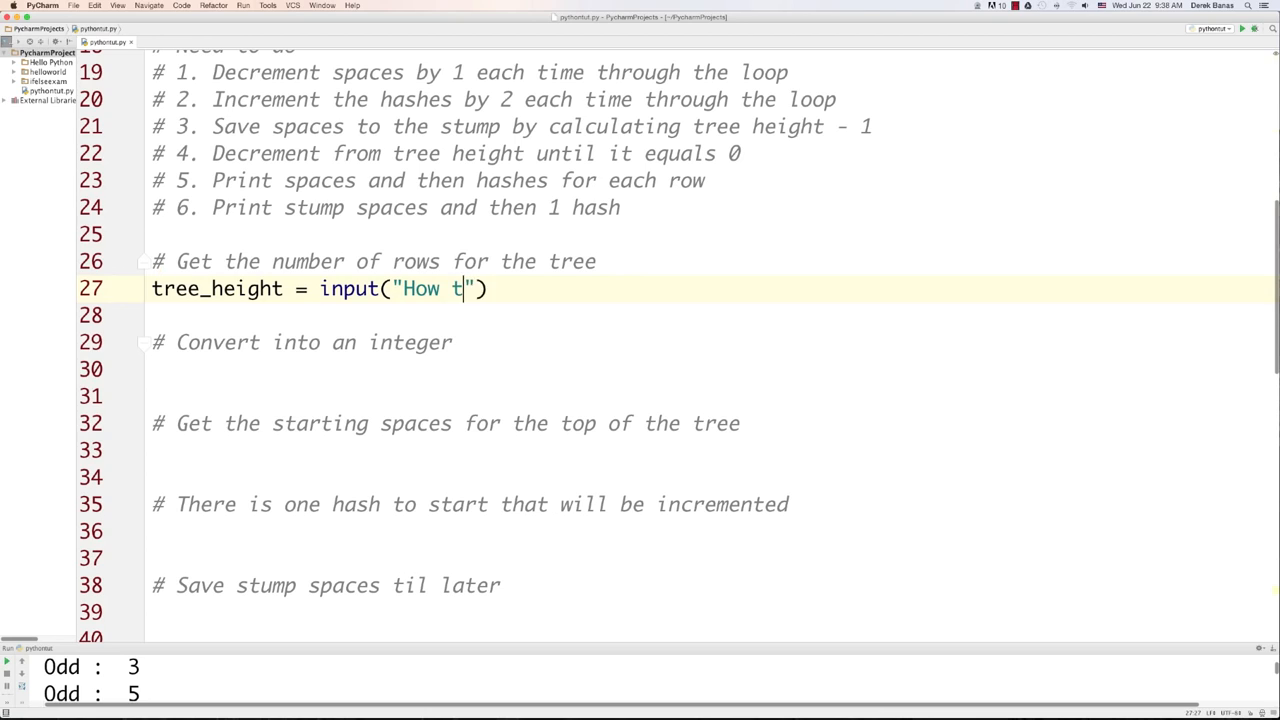 PyCharm File Edit View Navigate Code Refactor Run Tools VCS Window Help 10 Wed Jun 22 9:38 AM Derek Banas
pythontut.py - PycharmProjects - [~/PycharmProjects]
PycharmProjects pythontut.py pythontut
pythontut.py
PycharmProject
Hello Python
helloworld
ifelseexam
pythontut.py
External Librarie
18 # Need to do
19 # 1. Decrement spaces by 1 each time through the loop
20 # 2. Increment the hashes by 2 each time through the loop
21 # 3. Save spaces to the stump by calculating tree height - 1
22 # 4. Decrement from tree height until it equals 0
23 # 5. Print spaces and then hashes for each row
24 # 6. Print stump spaces and then 1 hash
25
26 # Get the number of rows for the tree
27 tree_height = input("How t")
28
29 # Convert into an integer
30
31
32 # Get the starting spaces for the top of the tree
33
34
35 # There is one hash to start that will be incremented
36
37
38 # Save stump spaces til later
39
40
Run pythontut
Odd : 3
Odd : 5
27:27 LF÷ UTF-8÷